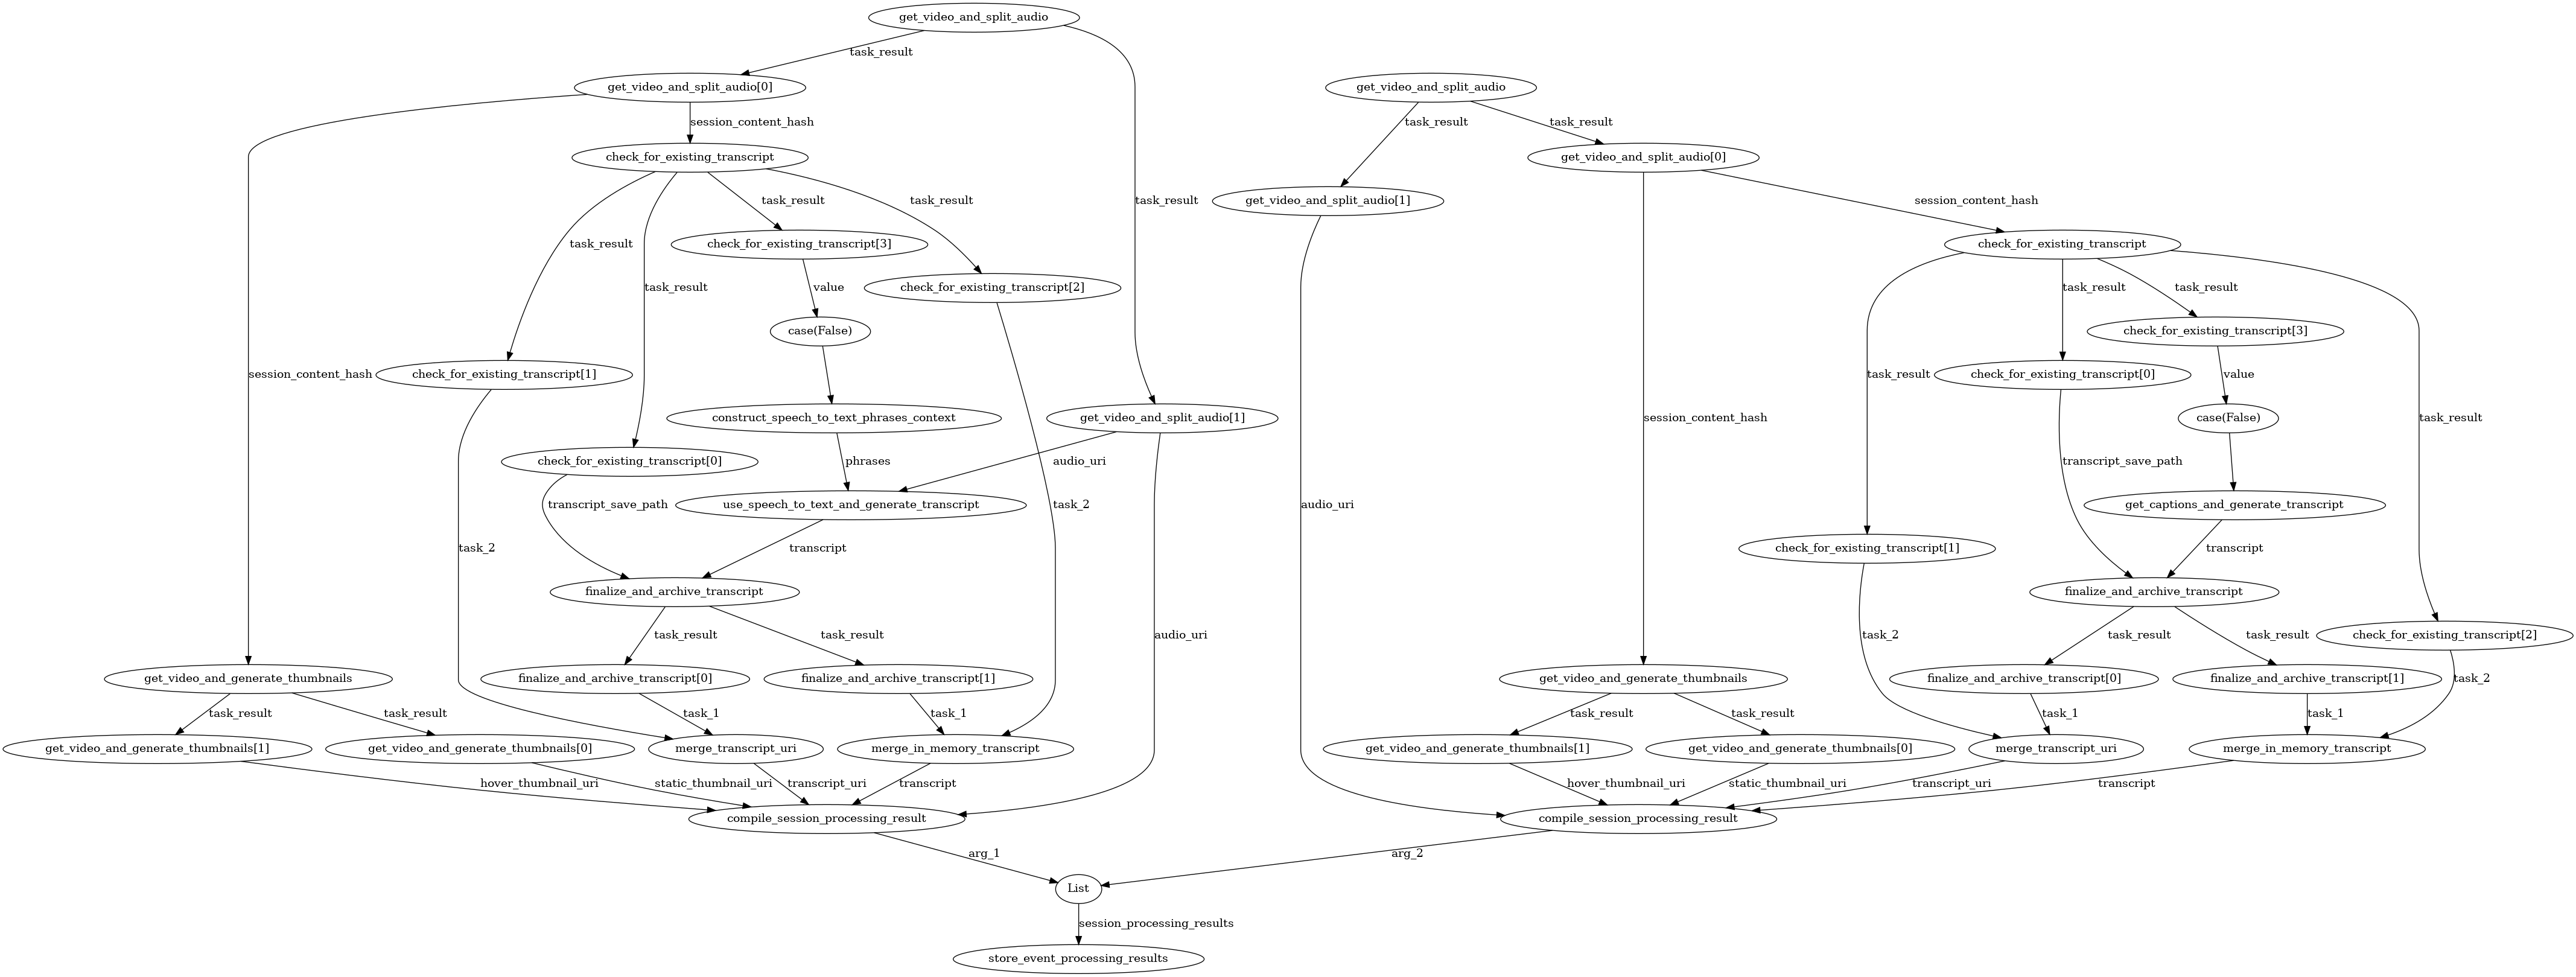 get_video_and_split_audio
task_result
get_video_and_split_audio[0]
get_video_and_split_audio
session_content_hash
task_result
task_result
check_for_existing_transcript
get_video_and_split_audio[0]
task_result
task_result
task_result
get_video_and_split_audio[1]
session_content_hash
task_result
check_for_existing_transcript[3]
check_for_existing_transcript
task_result
value
check_for_existing_transcript[2]
task_result
task_result
case(False)
check_for_existing_transcript[3]
session_content_hash
check_for_existing_transcript[1]
task_result
check_for_existing_transcript[0]
value
construct_speech_to_text_phrases_context
get_video_and_split_audio[1]
session_content_hash
case(False)
task_result
check_for_existing_transcript[0]
phrases
audio_uri
transcript_save_path
transcript_save_path
use_speech_to_text_and_generate_transcript
task_2
audio_uri
get_captions_and_generate_transcript
task_2
transcript
check_for_existing_transcript[1]
transcript
finalize_and_archive_transcript
finalize_and_archive_transcript
task_result
task_result
audio_uri
task_2
task_result
task_result
check_for_existing_transcript[2]
get_video_and_generate_thumbnails
finalize_and_archive_transcript[0]
finalize_and_archive_transcript[1]
get_video_and_generate_thumbnails
finalize_and_archive_transcript[0]
finalize_and_archive_transcript[1]
task_2
task_result
task_result
task_1
task_1
task_result
task_result
task_1
task_1
get_video_and_generate_thumbnails[1]
get_video_and_generate_thumbnails[0]
merge_transcript_uri
merge_in_memory_transcript
get_video_and_generate_thumbnails[1]
get_video_and_generate_thumbnails[0]
merge_transcript_uri
merge_in_memory_transcript
hover_thumbnail_uri
static_thumbnail_uri
transcript_uri
transcript
hover_thumbnail_uri
static_thumbnail_uri
transcript_uri
transcript
compile_session_processing_result
compile_session_processing_result
arg_1
arg_2
List
session_processing_results
store_event_processing_results